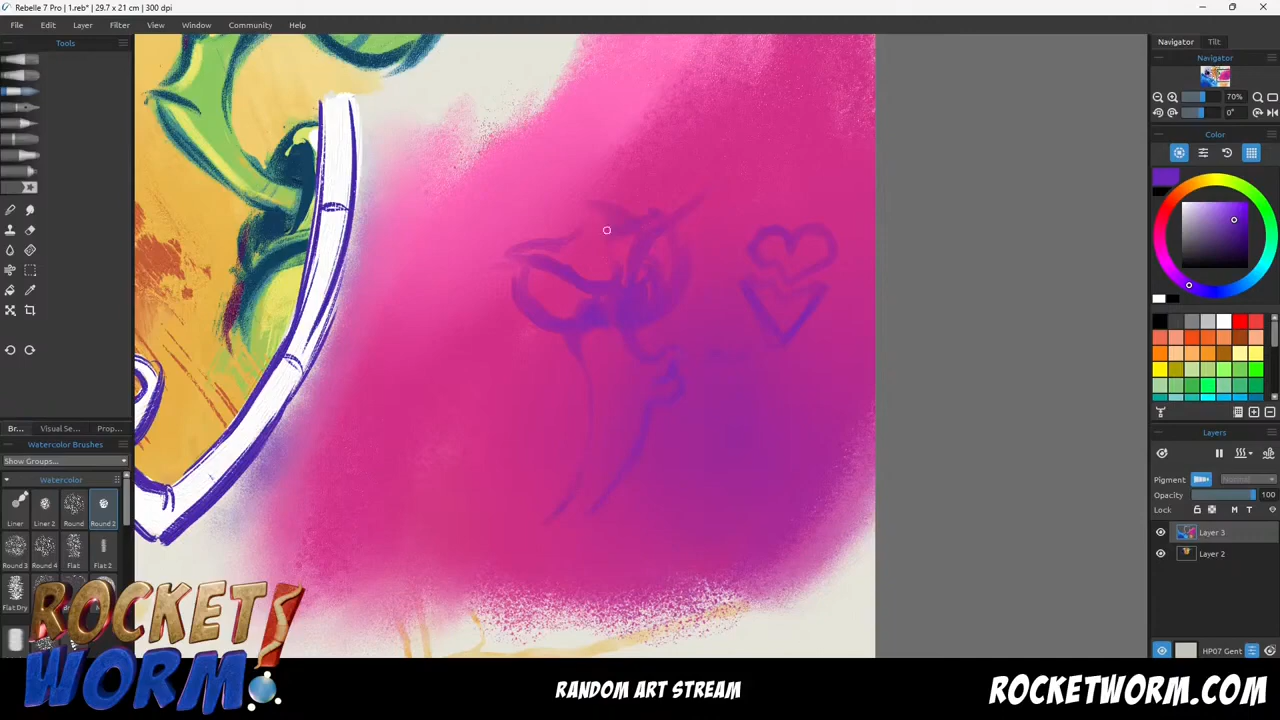 Rebelle 7 Pro | 1.reb* | 29.7 x 21 cm | 300 dpi
File Edit Layer Filter View Window Community Help
Tools
Navigator Tilt
Navigator
70%
0°
Color
Br... Visual Se... Prop...
Watercolor Brushes
Show Groups...
Watercolor
Liner Liner 2 Round Round 2
Round 3 Round 4 Flat Flat 2
Flat Dry
Layers
Pigment Normal
Opacity 100
Lock M T
Layer 3
Layer 2
HP07 Gent
ROCKET
WORM!
RANDOM ART STREAM
ROCKETWORM.COM